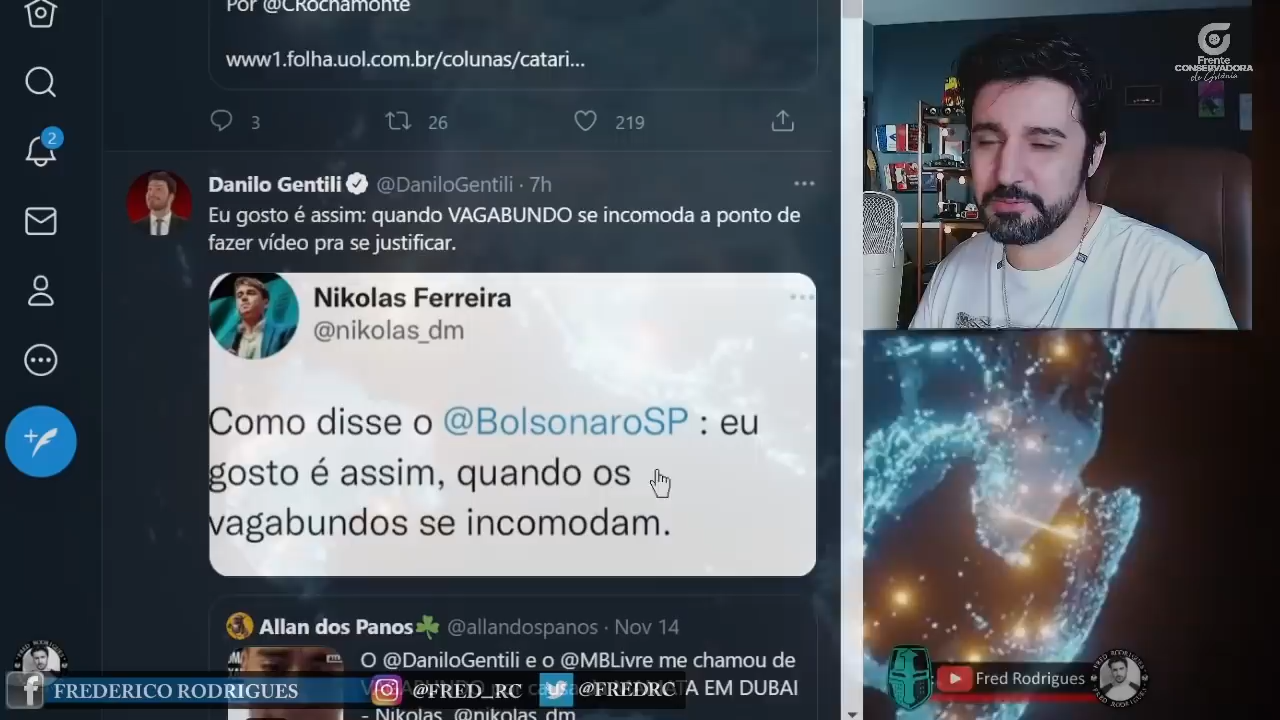 Por @CRochamonte
www1.folha.uol.com.br/colunas/catari...
3 26 219
2
Danilo Gentili @DaniloGentili · 7h
Eu gosto é assim: quando VAGABUNDO se incomoda a ponto de
fazer vídeo pra se justificar.
Nikolas Ferreira
@nikolas_dm
Como disse o @BolsonaroSP : eu
gosto é assim, quando os
vagabundos se incomodam.
Allan dos Panos @allandospanos · Nov 14
O @DaniloGentili e o @MBLivre me chamou de
EM DUBAI
- Nikolas @nikolas_dm
FREDERICO RODRIGUES
@FRED_RC
@FREDRC
Fred Rodrigues
Frente
CONSERVADORA
de Goiânia